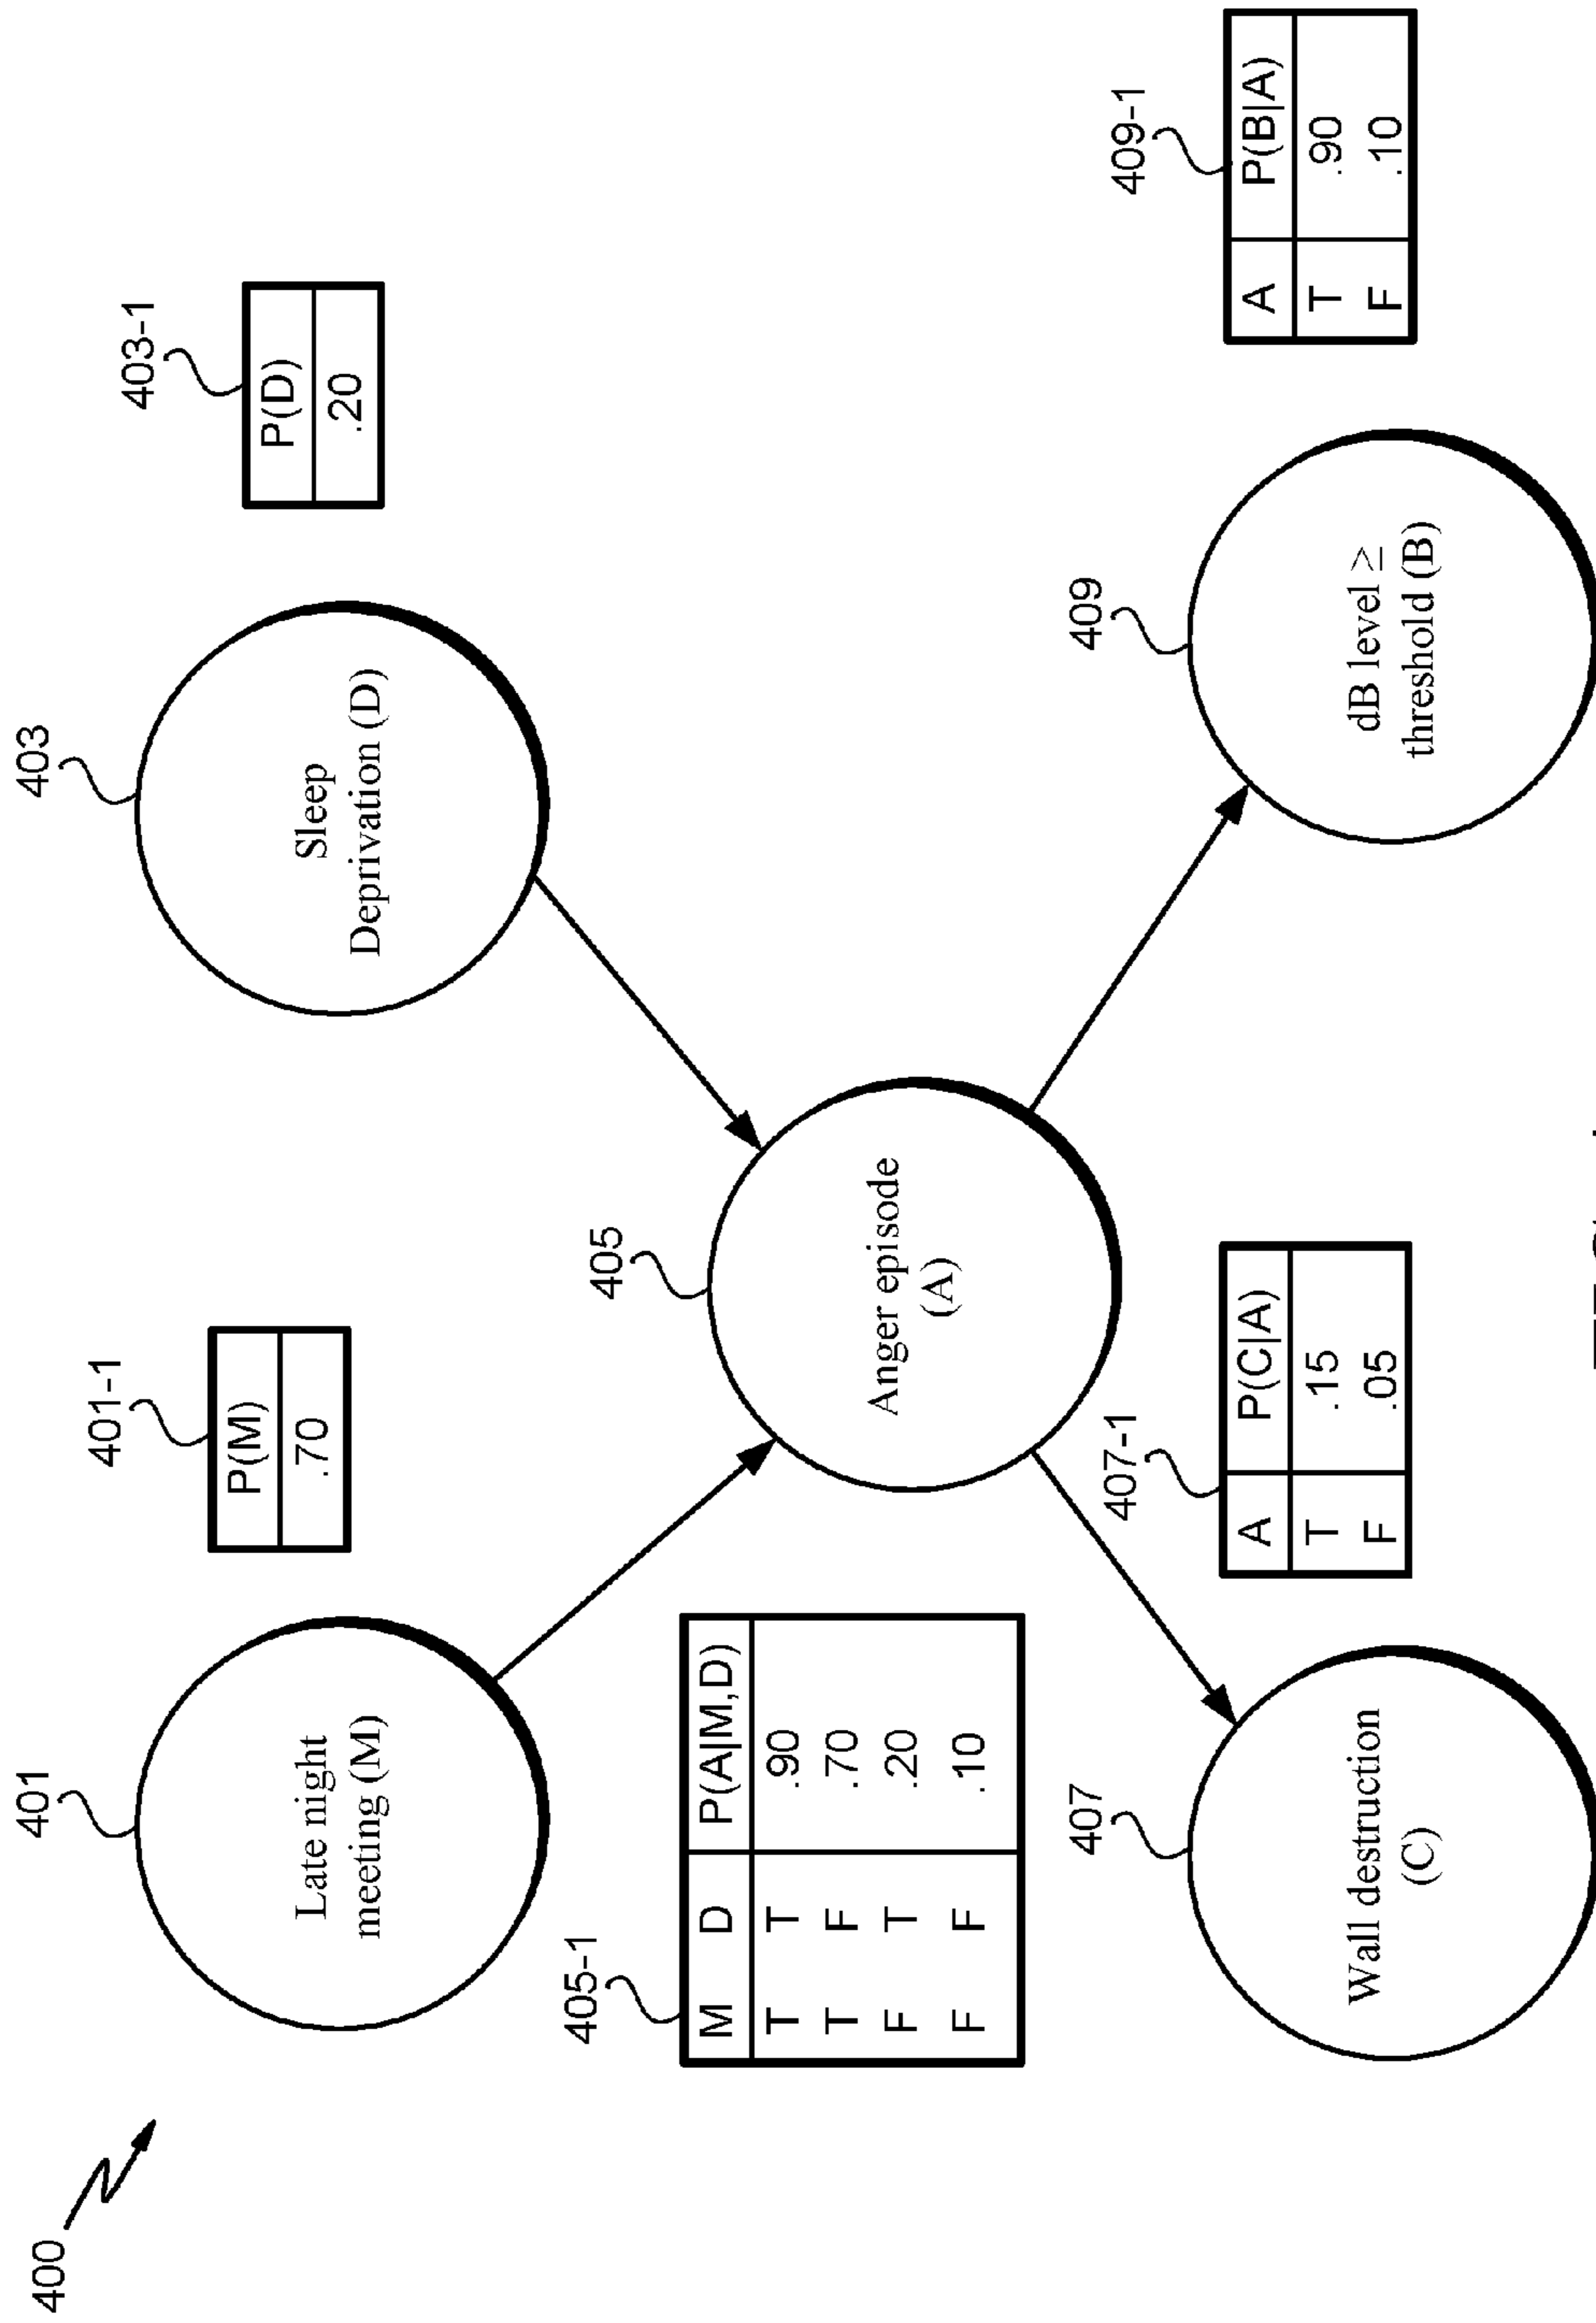 400
401
Late night
meeting (M)
401-1
P(M)
.70
403
Sleep
Deprivation (D)
403-1
P(D)
.20
405-1
M D P(A|M,D)
T T .90
T F .70
F T .20
F F .10
405
Anger episode
(A)
407
Wall destruction
(C)
407-1
A P(C|A)
T .15
F .05
409
dB level ≥
threshold (B)
409-1
A P(B|A)
T .90
F .10